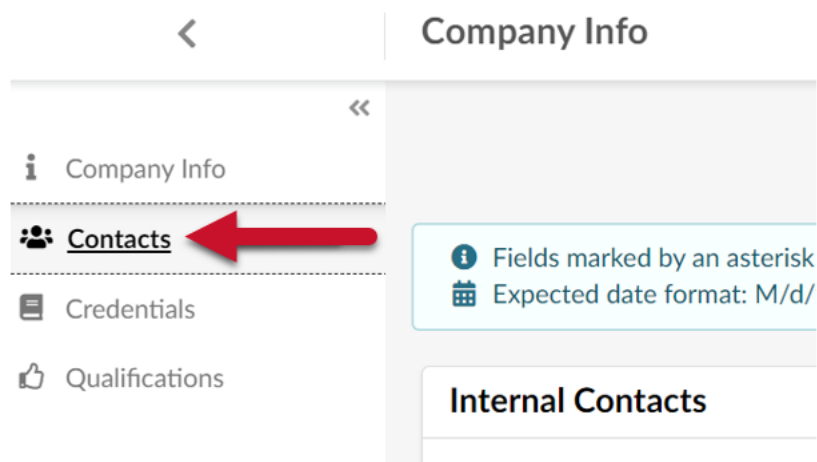 Company Info
Company Info
Contacts
Credentials
Qualifications
Fields marked by an asterisk
Expected date format: M/d/
Internal Contacts